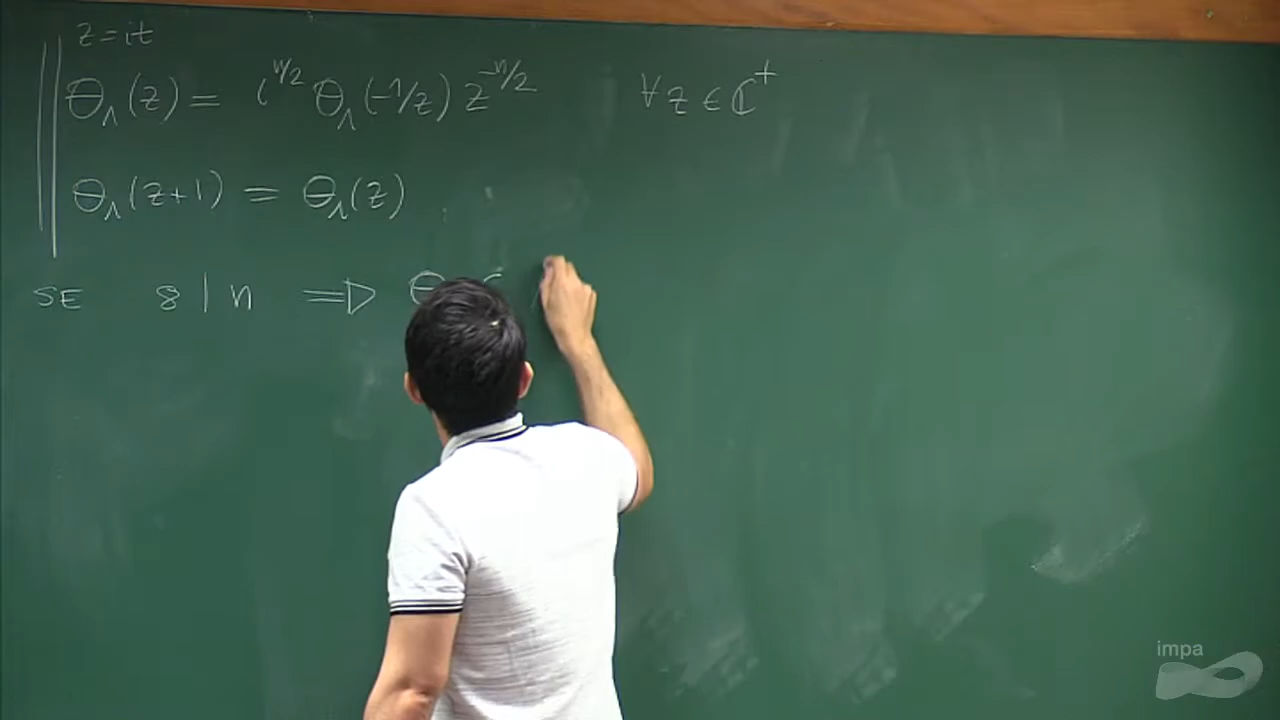 z=it
Θ_Λ(z) = i^{n/2} Θ_Λ(-1/z) z^{-n/2} ∀ z ∈ ℂ^+
Θ_Λ(z+1) = Θ_Λ(z)
SE 8 | n ⇒ Θ (
impa